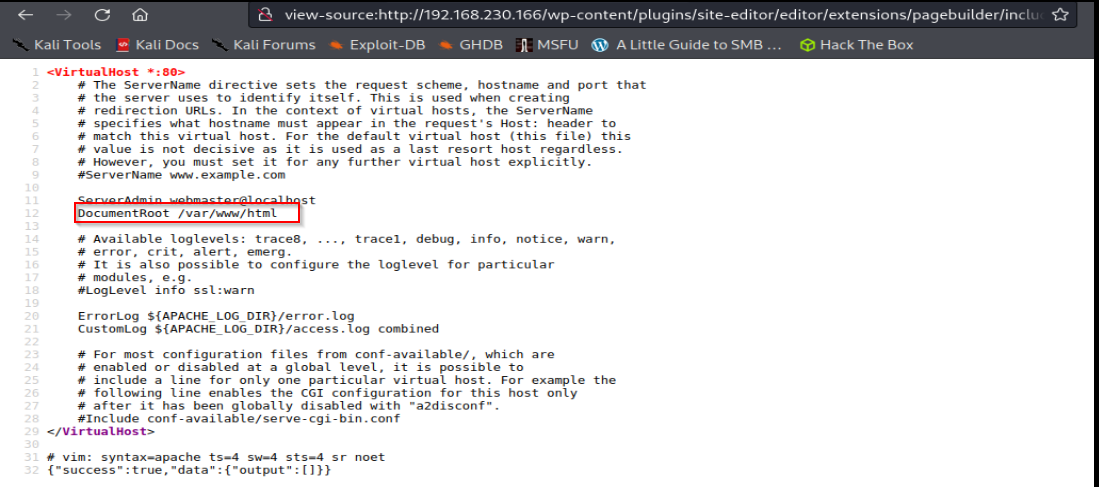 view-source:http://192.168.230.166/wp-content/plugins/site-editor/editor/extensions/pagebuilder/inclu
Kali Tools Kali Docs Kali Forums Exploit-DB GHDB MSFU A Little Guide to SMB ... Hack The Box
1 <VirtualHost *:80>
2 # The ServerName directive sets the request scheme, hostname and port that
3 # the server uses to identify itself. This is used when creating
4 # redirection URLs. In the context of virtual hosts, the ServerName
5 # specifies what hostname must appear in the request's Host: header to
6 # match this virtual host. For the default virtual host (this file) this
7 # value is not decisive as it is used as a last resort host regardless.
8 # However, you must set it for any further virtual host explicitly.
9 #ServerName www.example.com
10
11 ServerAdmin webmaster@localhost
12 DocumentRoot /var/www/html
13
14 # Available loglevels: trace8, ..., trace1, debug, info, notice, warn,
15 # error, crit, alert, emerg.
16 # It is also possible to configure the loglevel for particular
17 # modules, e.g.
18 #LogLevel info ssl:warn
19
20 ErrorLog ${APACHE_LOG_DIR}/error.log
21 CustomLog ${APACHE_LOG_DIR}/access.log combined
22
23 # For most configuration files from conf-available/, which are
24 # enabled or disabled at a global level, it is possible to
25 # include a line for only one particular virtual host. For example the
26 # following line enables the CGI configuration for this host only
27 # after it has been globally disabled with "a2disconf".
28 #Include conf-available/serve-cgi-bin.conf
29 </VirtualHost>
30
31 # vim: syntax=apache ts=4 sw=4 sts=4 sr noet
32 {"success":true,"data":{"output":[]}}